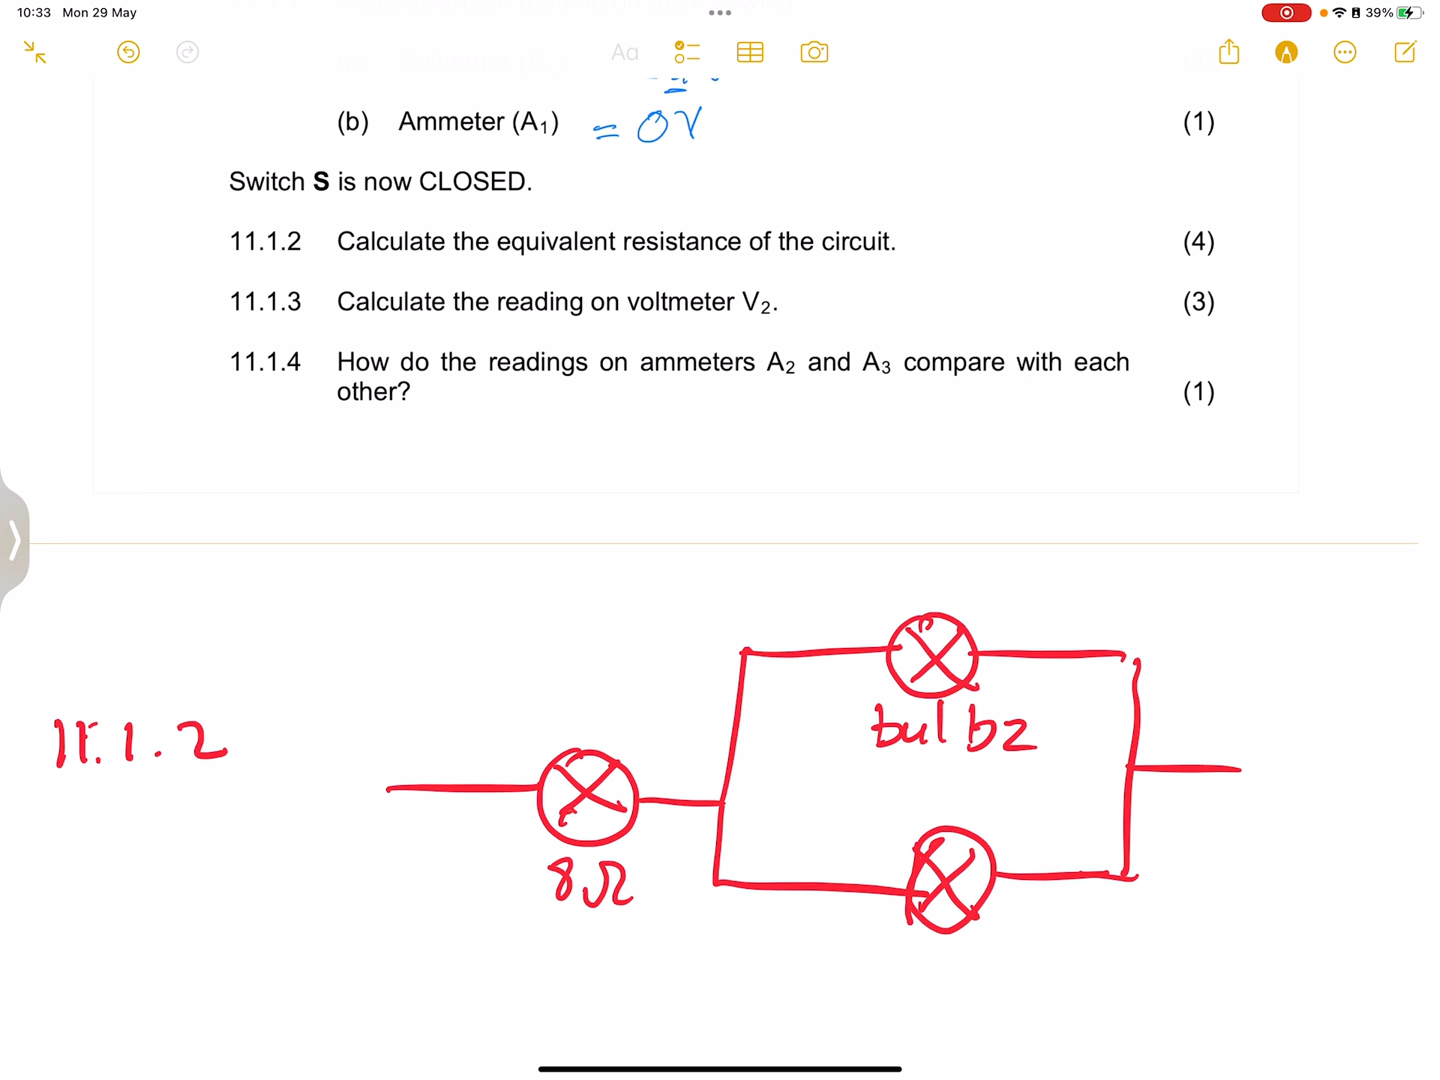 10:33 Mon 29 May
39%
Aa
(b) Ammeter (A₁) = 0V (1)
Switch S is now CLOSED.
11.1.2 Calculate the equivalent resistance of the circuit. (4)
11.1.3 Calculate the reading on voltmeter V₂. (3)
11.1.4 How do the readings on ammeters A₂ and A₃ compare with each
other? (1)
bulb2
11.1.2
8Ω